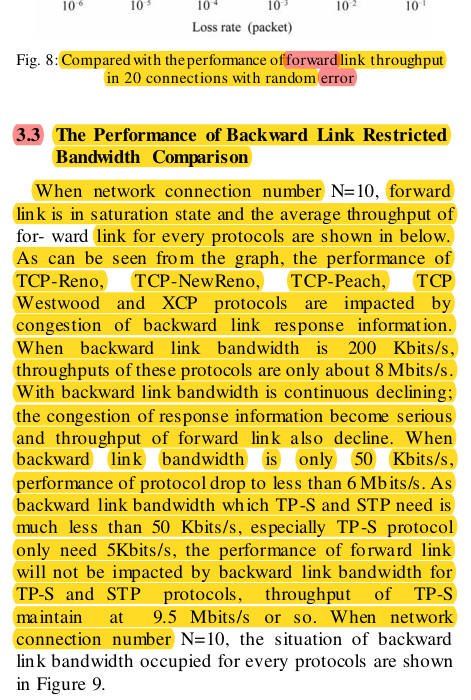 10-6 10-5 10-4 10-3 10-2 10-1
Loss rate (packet)
Fig. 8: Compared with the performance of forward link throughput
in 20 connections with random error
3.3 The Performance of Backward Link Restricted
Bandwidth Comparison
When network connection number N=10, forward
link is in saturation state and the average throughput of
for- ward link for every protocols are shown in below.
As can be seen from the graph, the performance of
TCP-Reno, TCP-NewReno, TCP-Peach, TCP
Westwood and XCP protocols are impacted by
congestion of backward link response information.
When backward link bandwidth is 200 Kbits/s,
throughputs of these protocols are only about 8 Mbits/s.
With backward link bandwidth is continuous declining;
the congestion of response information become serious
and throughput of forward link also decline. When
backward link bandwidth is only 50 Kbits/s,
performance of protocol drop to less than 6 Mbits/s. As
backward link bandwidth which TP-S and STP need is
much less than 50 Kbits/s, especially TP-S protocol
only need 5Kbits/s, the performance of forward link
will not be impacted by backward link bandwidth for
TP-S and STP protocols, throughput of TP-S
maintain at 9.5 Mbits/s or so. When network
connection number N=10, the situation of backward
link bandwidth occupied for every protocols are shown
in Figure 9.